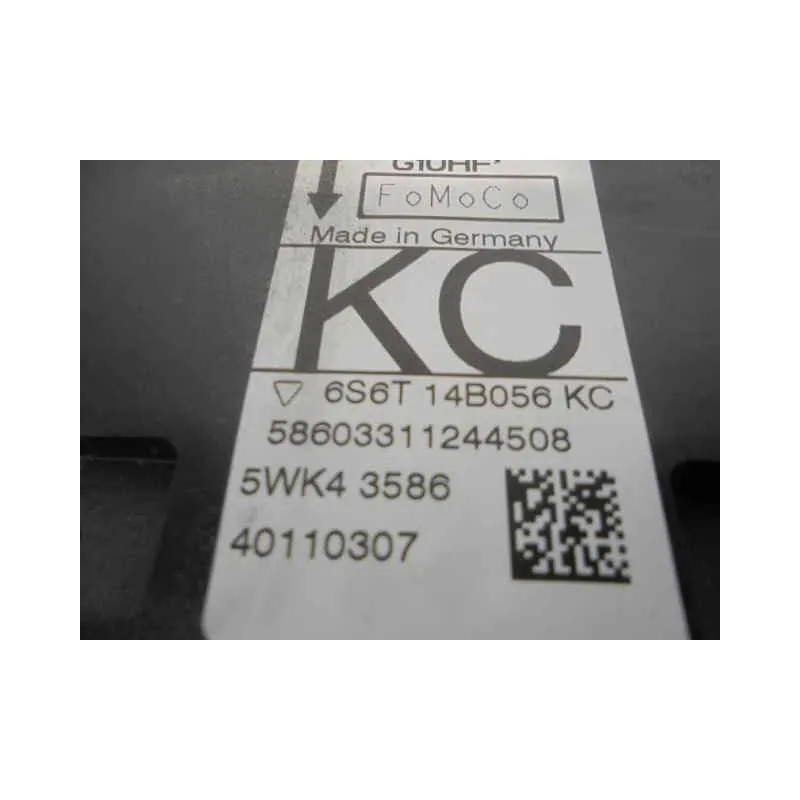 FoMoCo
Made in Germany
KC
6S6T 14B056 KC
58603311244508
5WK4 3586
40110307